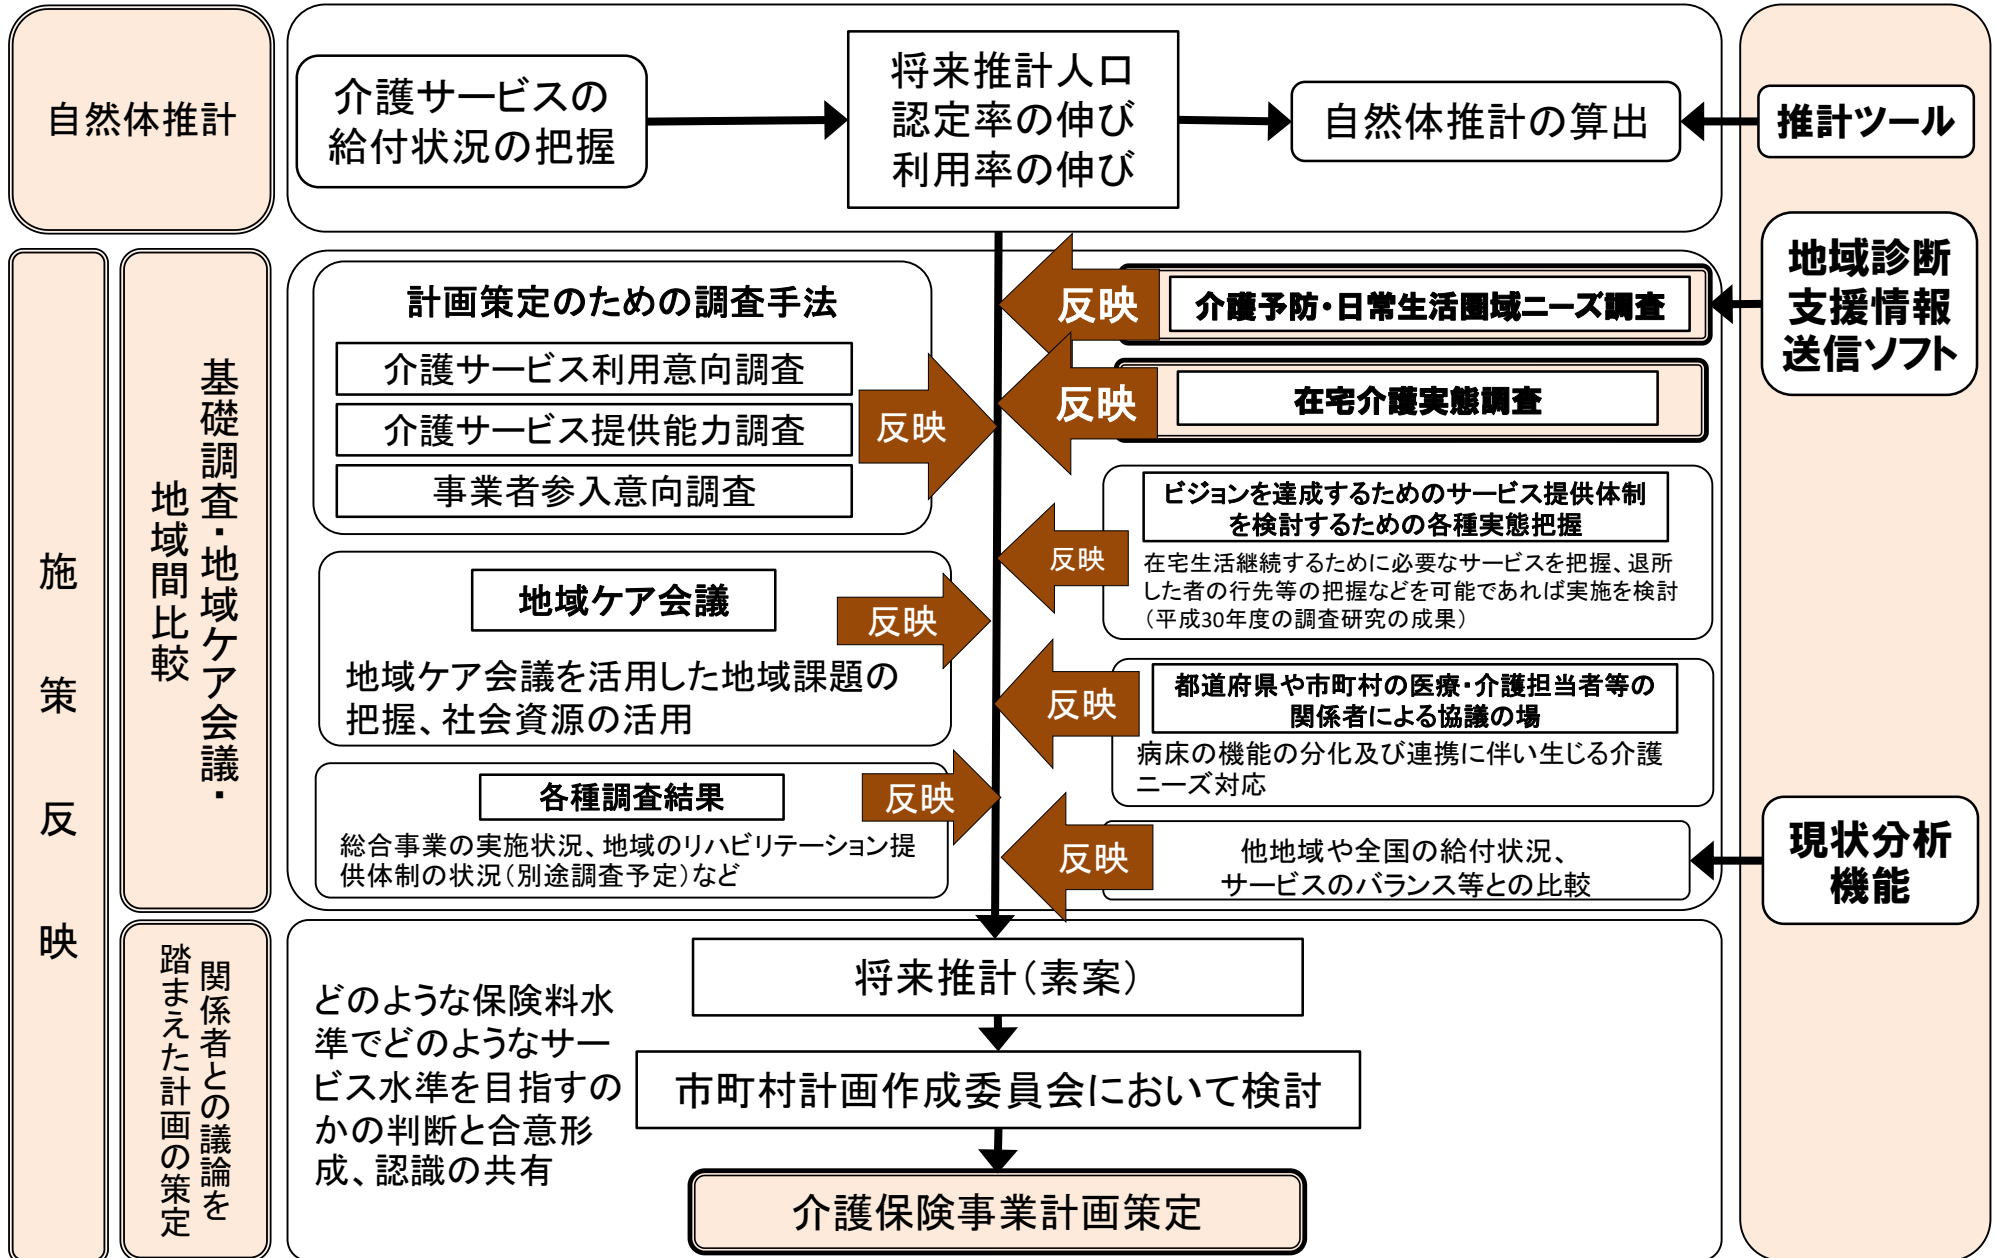 自然体推計
介護サービスの
給付状況の把握
将来推計人口
認定率の伸び
利用率の伸び
自然体推計の算出
推計ツール
地域診断
支援情報
送信ソフト
現状分析
機能
施策反映
基礎調査・地域ケア会議・
地域間比較
計画策定のための調査手法
介護サービス利用意向調査
介護サービス提供能力調査
事業者参入意向調査
反映
反映
介護予防・日常生活圏域ニーズ調査
反映
在宅介護実態調査
反映
ビジョンを達成するためのサービス提供体制
を検討するための各種実態把握
在宅生活継続するために必要なサービスを把握、退所
した者の行先等の把握などを可能であれば実施を検討
（平成30年度の調査研究の成果）
地域ケア会議
反映
地域ケア会議を活用した地域課題の
把握、社会資源の活用
反映
都道府県や市町村の医療・介護担当者等の
関係者による協議の場
病床の機能の分化及び連携に伴い生じる介護
ニーズ対応
各種調査結果
反映
総合事業の実施状況、地域のリハビリテーション提
供体制の状況（別途調査予定）など
反映
他地域や全国の給付状況、
サービスのバランス等との比較
関係者との議論を
踏まえた計画の策定
どのような保険料水
準でどのようなサー
ビス水準を目指すの
かの判断と合意形
成、認識の共有
将来推計（素案）
市町村計画作成委員会において検討
介護保険事業計画策定